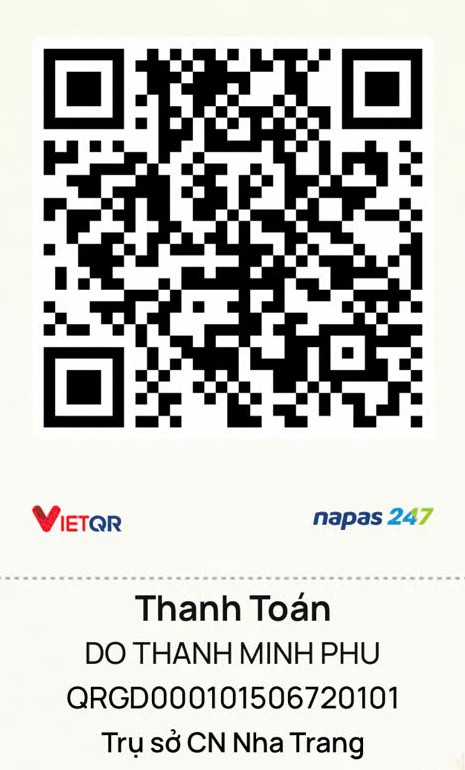 VIETQR
napas 247
Thanh Toán
DO THANH MINH PHU
QRGD000101506720101
Trụ sở CN Nha Trang